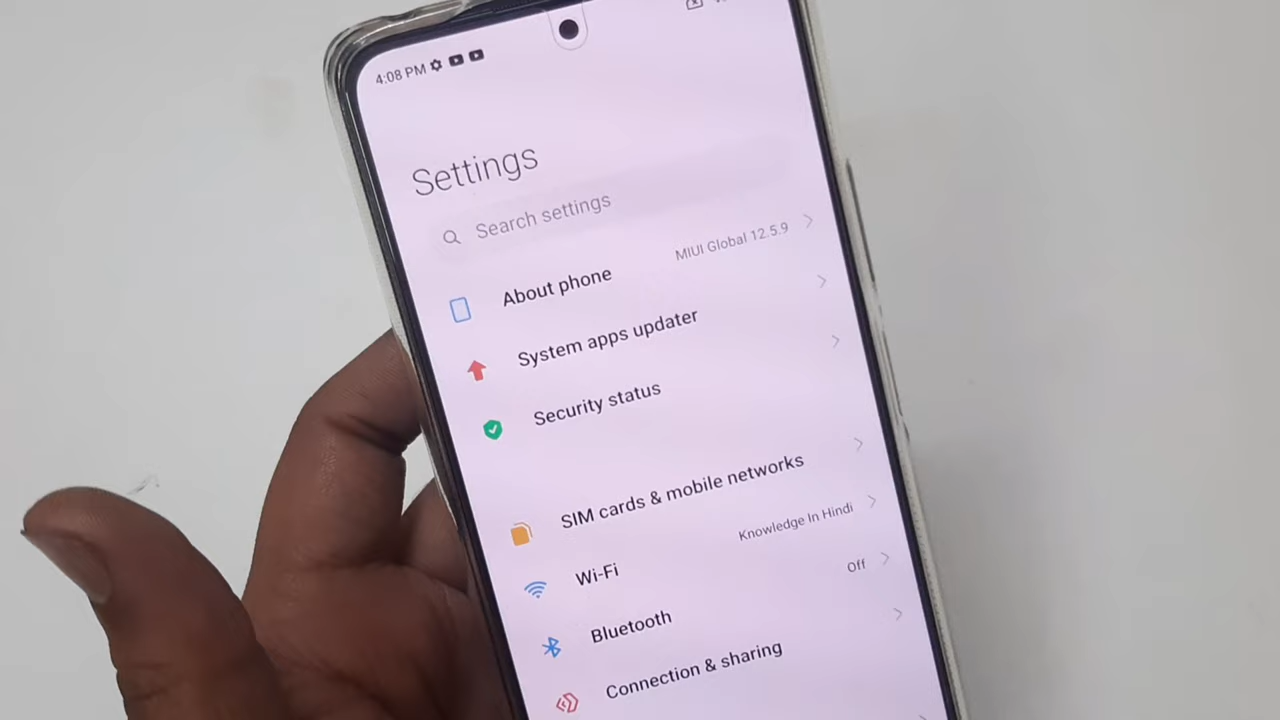 4:08 PM
Settings
Search settings
About phone
MIUI Global 12.5.9
System apps updater
Security status
SIM cards & mobile networks
Wi-Fi
Knowledge In Hindi
Bluetooth
Off
Connection & sharing